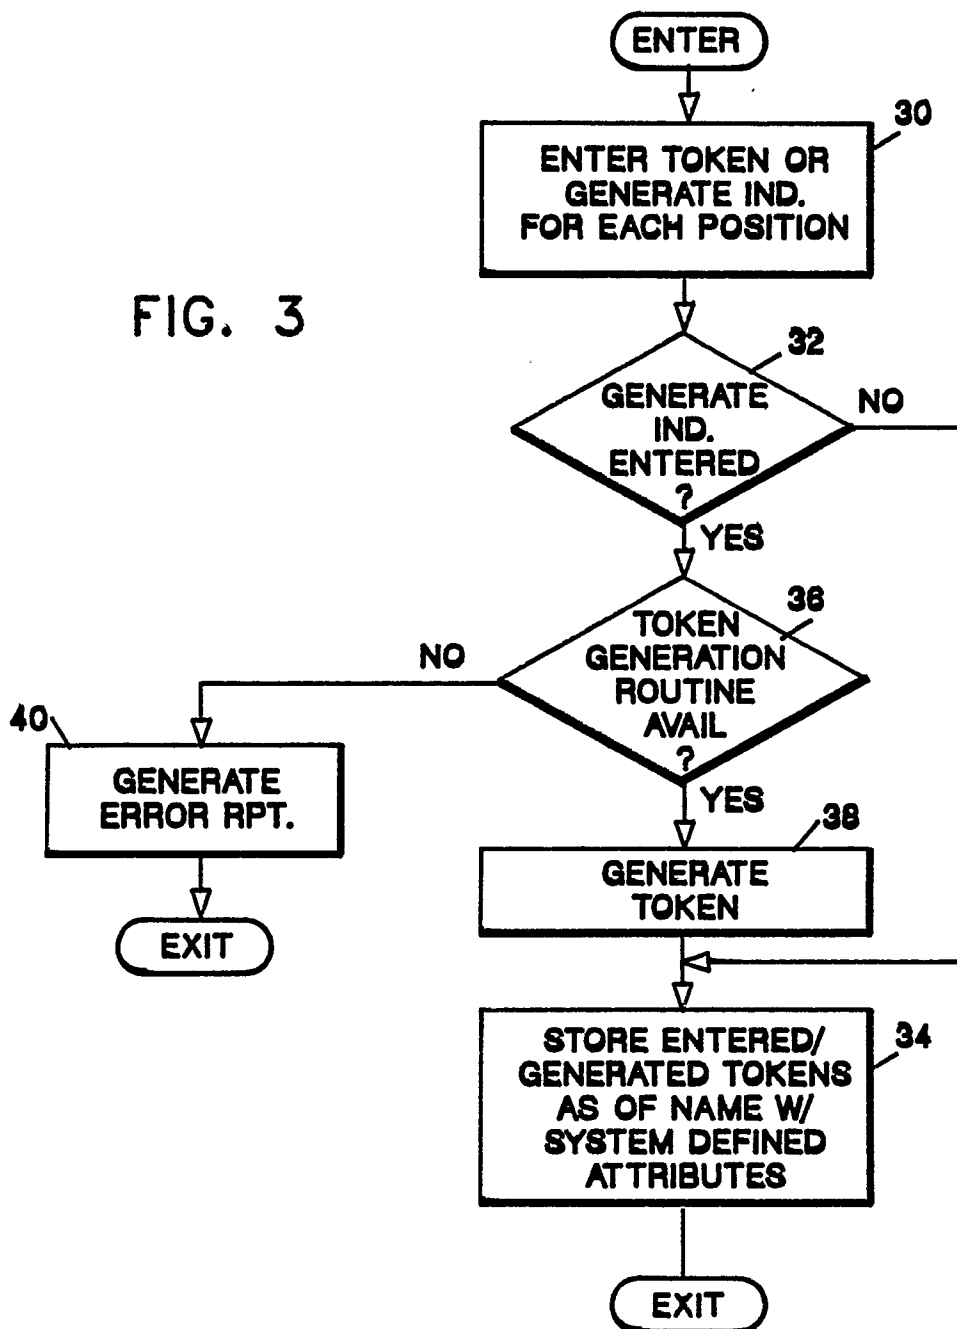 ENTER
30
ENTER TOKEN OR
GENERATE IND.
FOR EACH POSITION
FIG. 3
32
GENERATE
IND.
ENTERED
?
NO
YES
36
TOKEN
GENERATION
ROUTINE
AVAIL
?
NO
YES
40
GENERATE
ERROR RPT.
EXIT
38
GENERATE
TOKEN
34
STORE ENTERED/
GENERATED TOKENS
AS OF NAME W/
SYSTEM DEFINED
ATTRIBUTES
EXIT